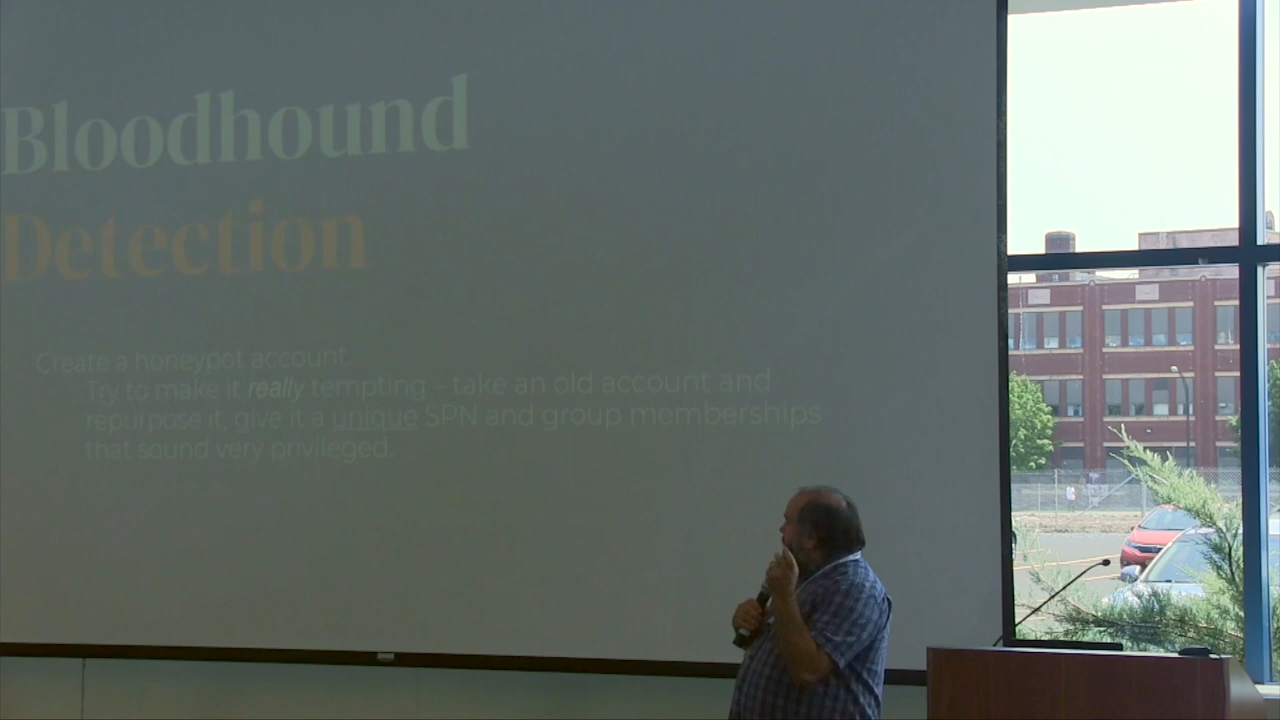 Bloodhound
Detection
Create a honeypot account.
Try to make it really tempting – take an old account and
repurpose it, give it a unique SPN and group memberships
that sound very privileged.